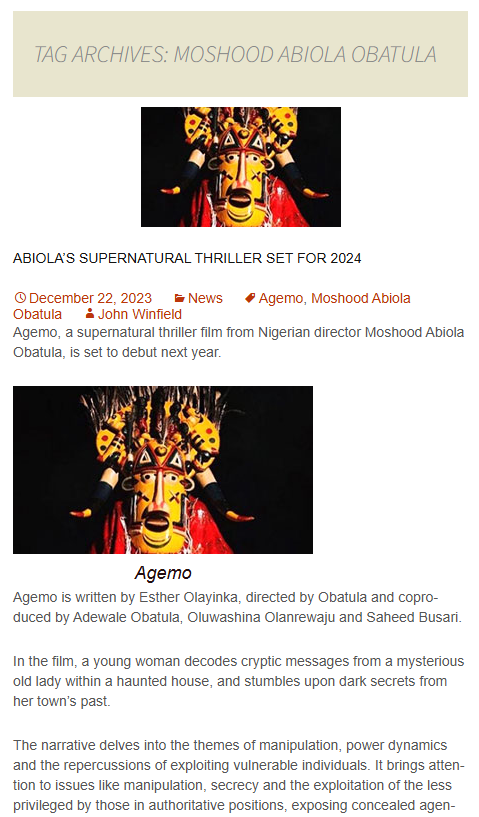 TAG ARCHIVES: MOSHOOD ABIOLA OBATULA
ABIOLA'S SUPERNATURAL THRILLER SET FOR 2024
December 22, 2023 News Agemo, Moshood Abiola
Obatula John Winfield
Agemo, a supernatural thriller film from Nigerian director Moshood Abiola
Obatula, is set to debut next year.
Agemo
Agemo is written by Esther Olayinka, directed by Obatula and copro-
duced by Adewale Obatula, Oluwashina Olanrewaju and Saheed Busari.
In the film, a young woman decodes cryptic messages from a mysterious
old lady within a haunted house, and stumbles upon dark secrets from
her town's past.
The narrative delves into the themes of manipulation, power dynamics
and the repercussions of exploiting vulnerable individuals. It brings atten-
tion to issues like manipulation, secrecy and the exploitation of the less
privileged by those in authoritative positions, exposing concealed agen-